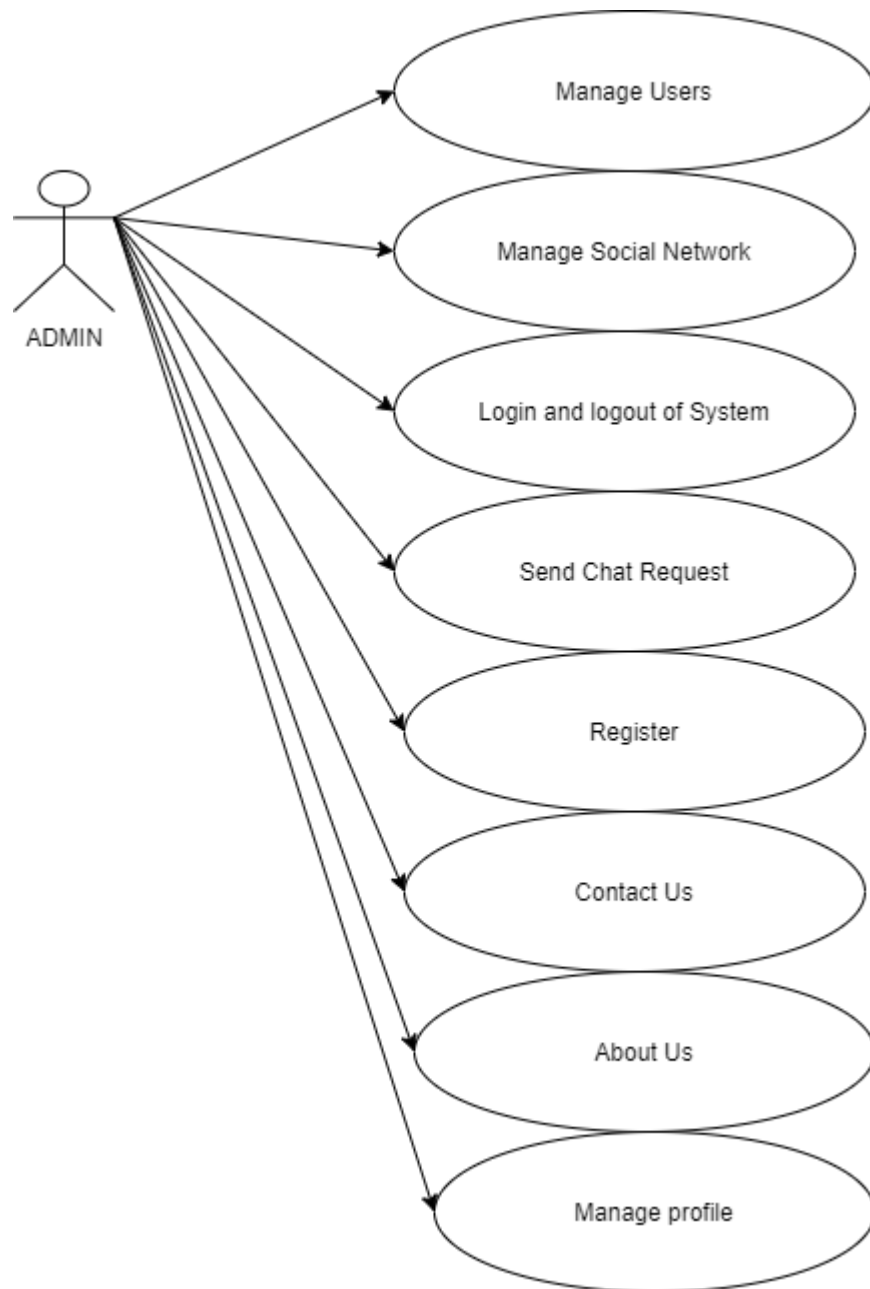 Manage Users
Manage Social Network
ADMIN
Login and logout of System
Send Chat Request
Register
Contact Us
About Us
Manage profile